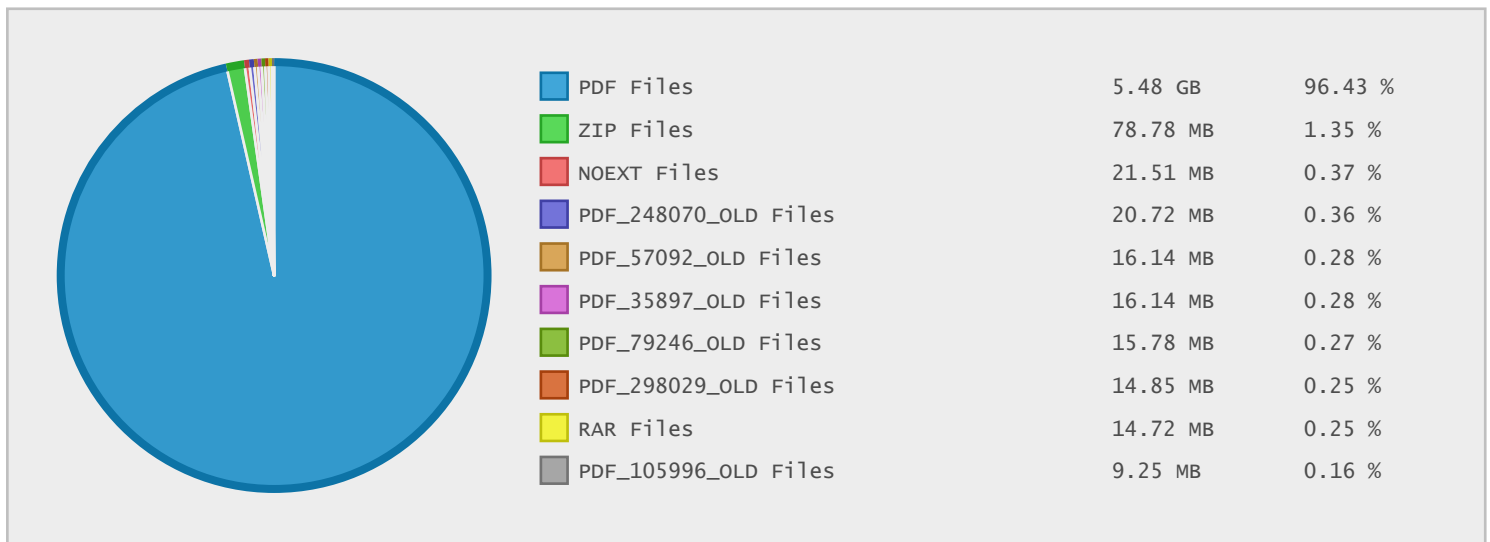 PDF Files 5.48 GB 96.43 %
ZIP Files 78.78 MB 1.35 %
NOEXT Files 21.51 MB 0.37 %
PDF_248070_OLD Files 20.72 MB 0.36 %
PDF_57092_OLD Files 16.14 MB 0.28 %
PDF_35897_OLD Files 16.14 MB 0.28 %
PDF_79246_OLD Files 15.78 MB 0.27 %
PDF_298029_OLD Files 14.85 MB 0.25 %
RAR Files 14.72 MB 0.25 %
PDF_105996_OLD Files 9.25 MB 0.16 %